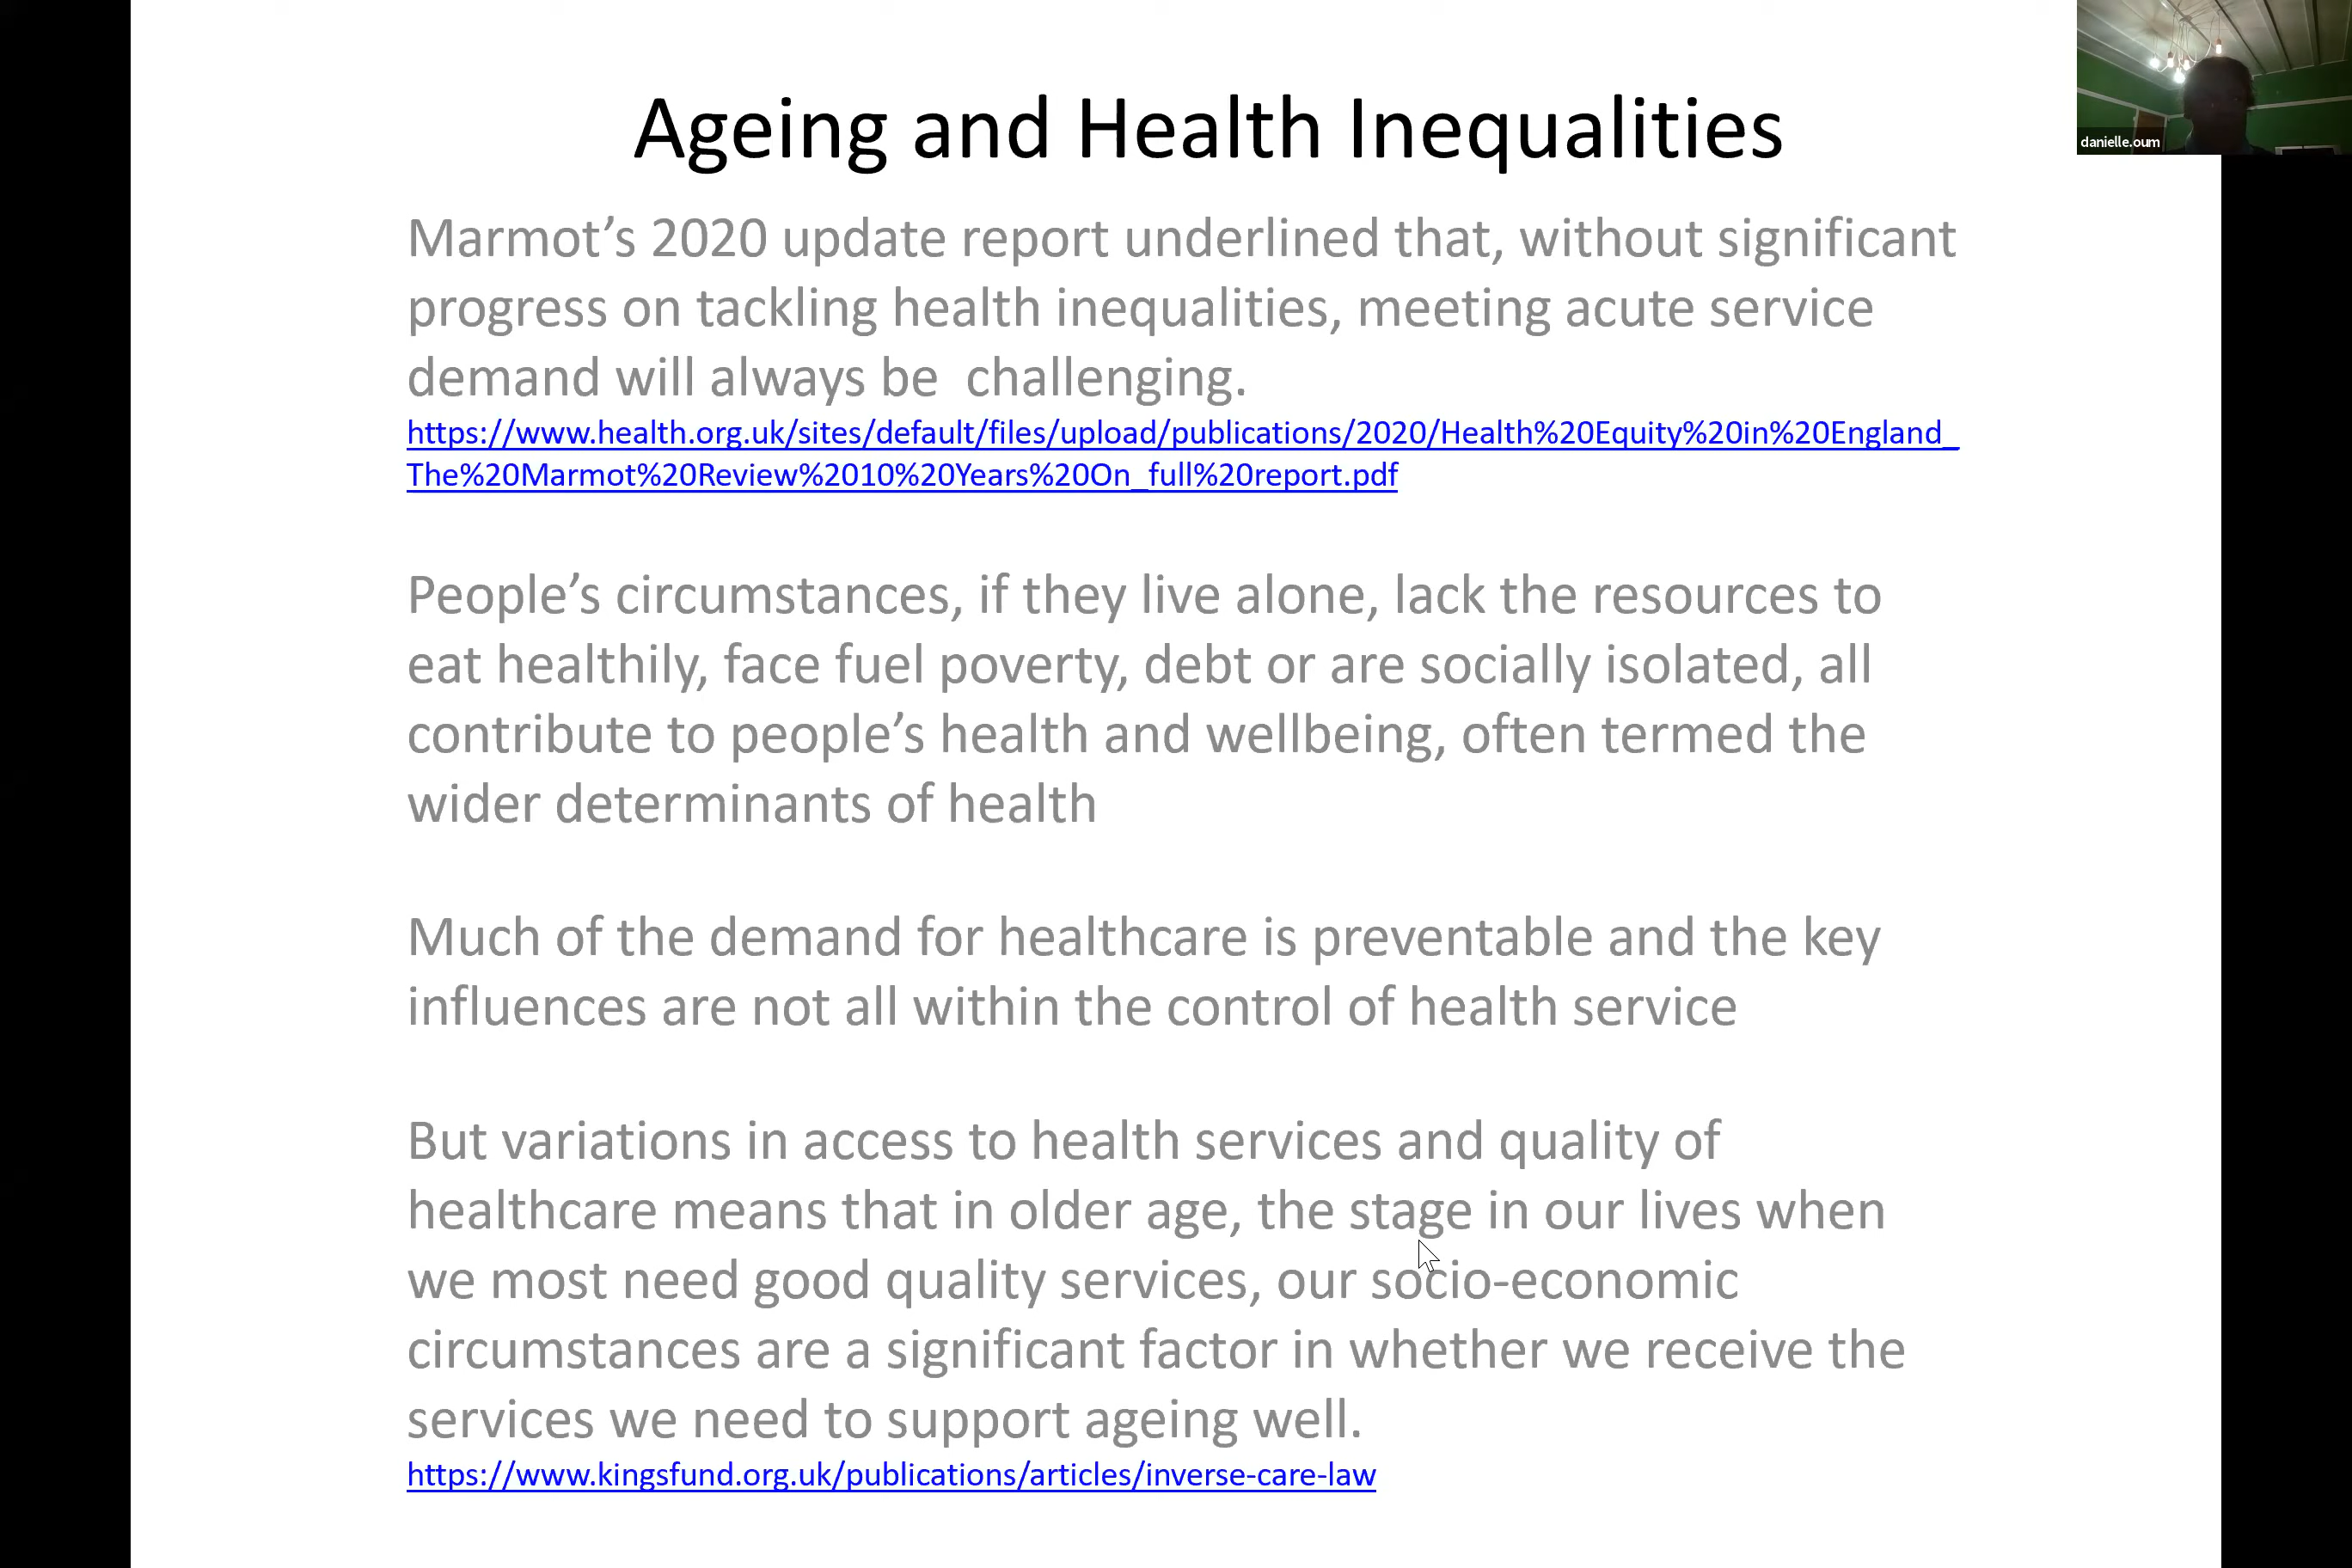 Ageing and Health Inequalities
danielle.oum
Marmot’s 2020 update report underlined that, without significant
progress on tackling health inequalities, meeting acute service
demand will always be  challenging.
https://www.health.org.uk/sites/default/files/upload/publications/2020/Health%20Equity%20in%20England_
The%20Marmot%20Review%2010%20Years%20On_full%20report.pdf
People’s circumstances, if they live alone, lack the resources to
eat healthily, face fuel poverty, debt or are socially isolated, all
contribute to people’s health and wellbeing, often termed the
wider determinants of health
Much of the demand for healthcare is preventable and the key
influences are not all within the control of health service
But variations in access to health services and quality of
healthcare means that in older age, the stage in our lives when
we most need good quality services, our socio-economic
circumstances are a significant factor in whether we receive the
services we need to support ageing well.
https://www.kingsfund.org.uk/publications/articles/inverse-care-law